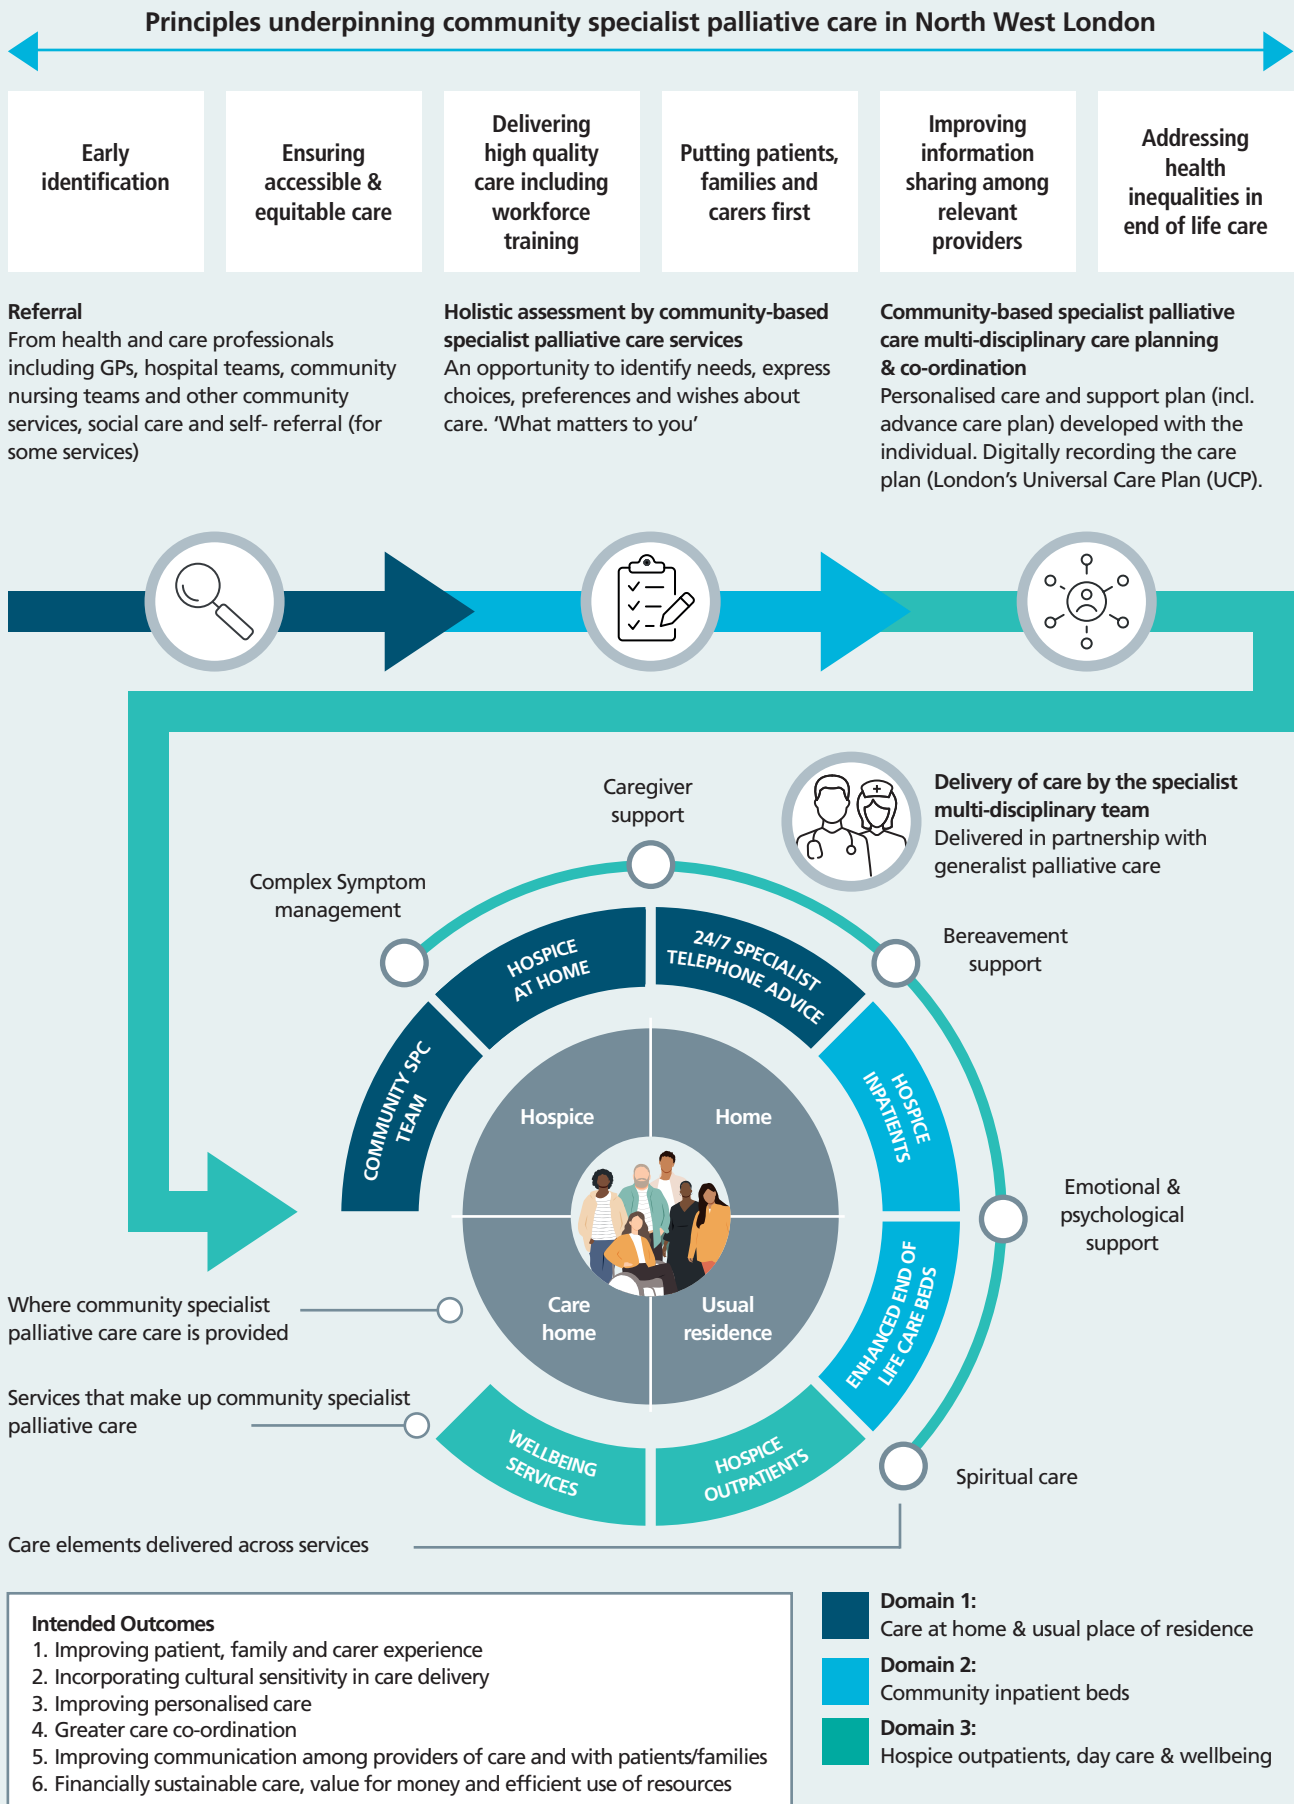 Principles underpinning community specialist palliative care in North West London
Early
identification
Ensuring
accessible &
equitable care
Delivering
high quality
care including
workforce
training
Putting patients,
families and
carers first
Improving
information
sharing among
relevant
providers
Addressing
health
inequalities in
end of life care
Referral
From health and care professionals
including GPs, hospital teams, community
nursing teams and other community
services, social care and self- referral (for
some services)
Holistic assessment by community-based
specialist palliative care services
An opportunity to identify needs, express
choices, preferences and wishes about
care. ‘What matters to you’
Community-based specialist palliative
care multi-disciplinary care planning
& co-ordination
Personalised care and support plan (incl.
advance care plan) developed with the
individual. Digitally recording the care
plan (London’s Universal Care Plan (UCP).
Delivery of care by the specialist
multi-disciplinary team
Delivered in partnership with
generalist palliative care
Caregiver
support
Complex Symptom
management
Bereavement
support
Emotional &
psychological
support
Spiritual care
COMMUNITY SPC
TEAM
HOSPICE
AT HOME
24/7 SPECIALIST
TELEPHONE ADVICE
HOSPICE
INPATIENTS
ENHANCED END OF
LIFE CARE BEDS
HOSPICE
OUTPATIENTS
WELLBEING
SERVICES
Hospice
Home
Care
home
Usual
residence
Where community specialist
palliative care care is provided
Services that make up community specialist
palliative care
Care elements delivered across services
Intended Outcomes
1. Improving patient, family and carer experience
2. Incorporating cultural sensitivity in care delivery
3. Improving personalised care
4. Greater care co-ordination
5. Improving communication among providers of care and with patients/families
6. Financially sustainable care, value for money and efficient use of resources
Domain 1:
Care at home & usual place of residence
Domain 2:
Community inpatient beds
Domain 3:
Hospice outpatients, day care & wellbeing